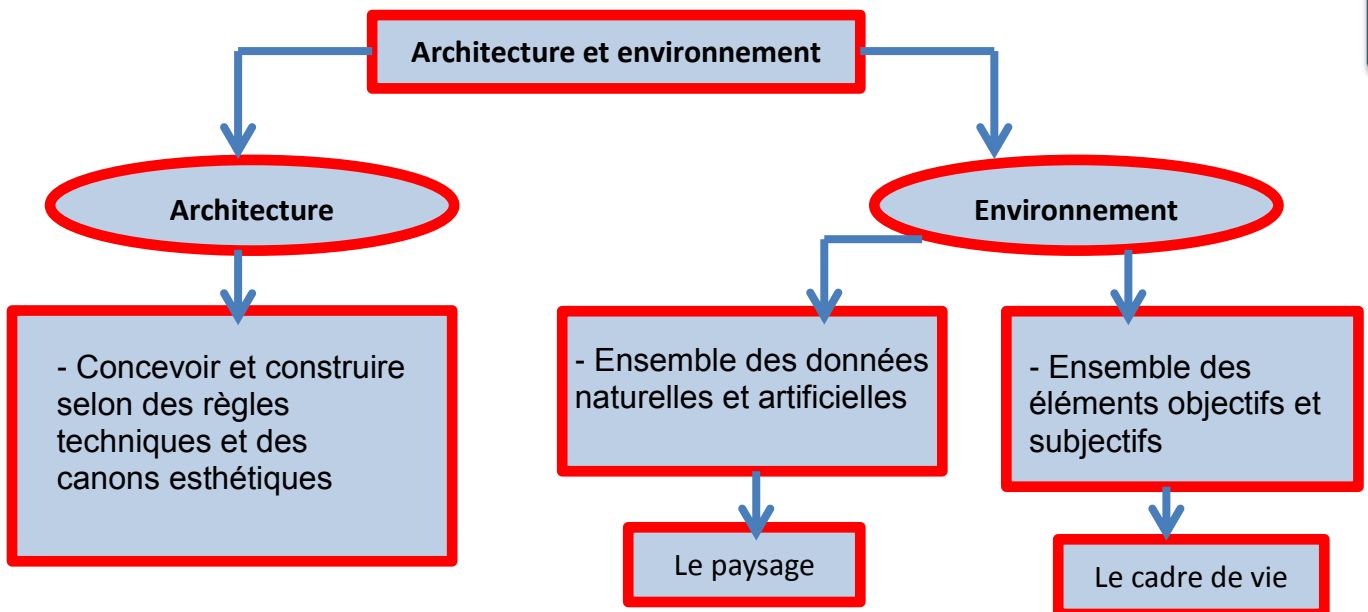 Architecture et environnement
Architecture
Environnement
- Concevoir et construire
selon des règles
techniques et des
canons esthétiques
- Ensemble des données
naturelles et artificielles
- Ensemble des
éléments objectifs et
subjectifs
Le paysage
Le cadre de vie